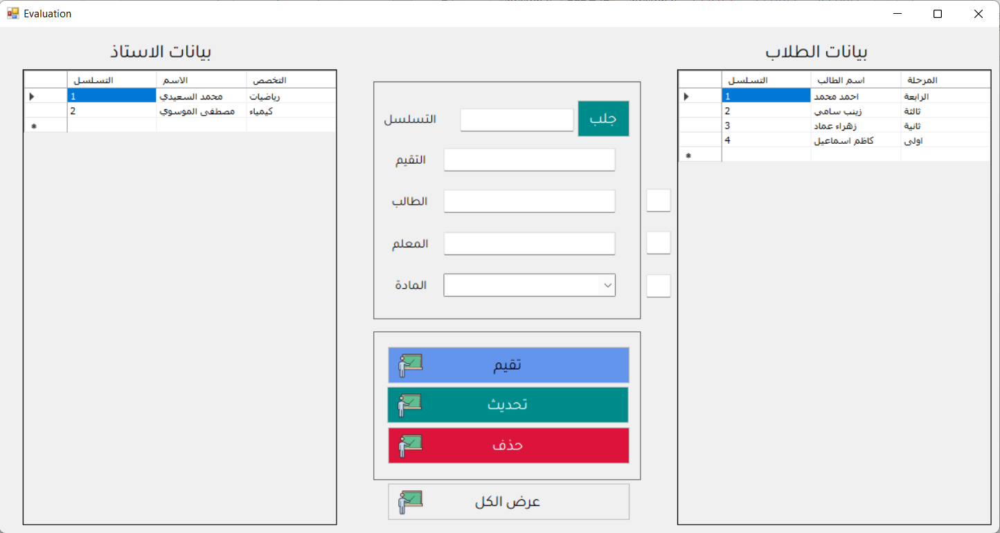 Evaluation
بيانات الاستاذ
التسلسل الاسم التخصص
1 محمد السعيدي رياضيات
2 مصطفى الموسوي كيمياء
التسلسل جلب
التقيم
الطالب
المعلم
المادة
تقيم
تحديث
حذف
عرض الكل
بيانات الطلاب
التسلسل اسم الطالب المرحلة
1 احمد محمد الرابعة
2 زينب سامي ثالثة
3 زهراء عماد ثانية
4 كاظم اسماعيل اولى